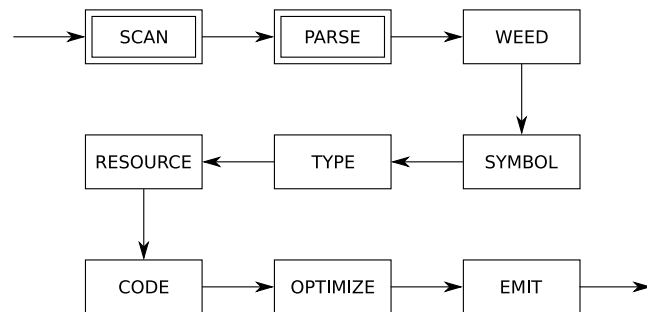 SCAN
PARSE
WEED
RESOURCE
TYPE
SYMBOL
CODE
OPTIMIZE
EMIT